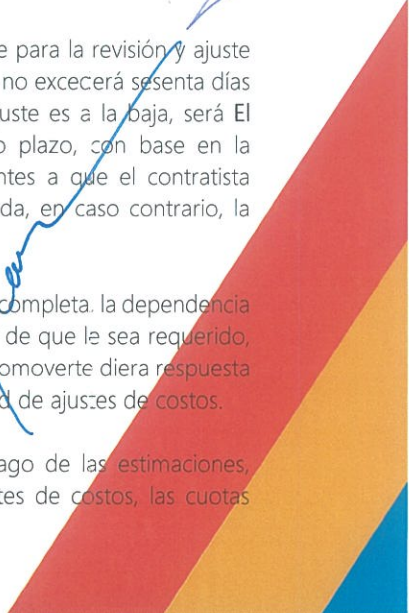 e para la revisión y ajuste
no excecerá sesenta días
uste es a la baja, será El
o plazo, con base en la
ntes a que el contratista
da, en caso contrario, la
completa. la dependencia
de que le sea requerido,
omoverte diera respuesta
d de ajustes de costos.
ago de las estimaciones,
tes de costos, las cuotas